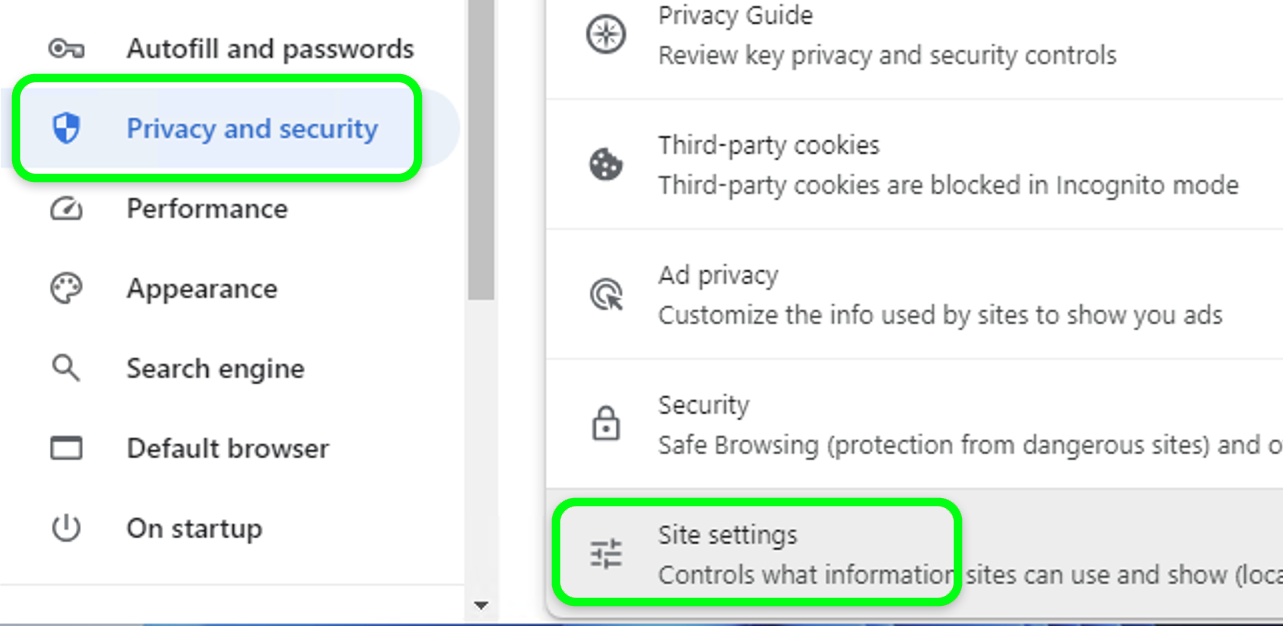 Autofill and passwords
Privacy and security
Performance
Appearance
Search engine
Default browser
On startup
Privacy Guide
Review key privacy and security controls
Third-party cookies
Third-party cookies are blocked in Incognito mode
Ad privacy
Customize the info used by sites to show you ads
Security
Safe Browsing (protection from dangerous sites) and o
Site settings
Controls what information sites can use and show (loca